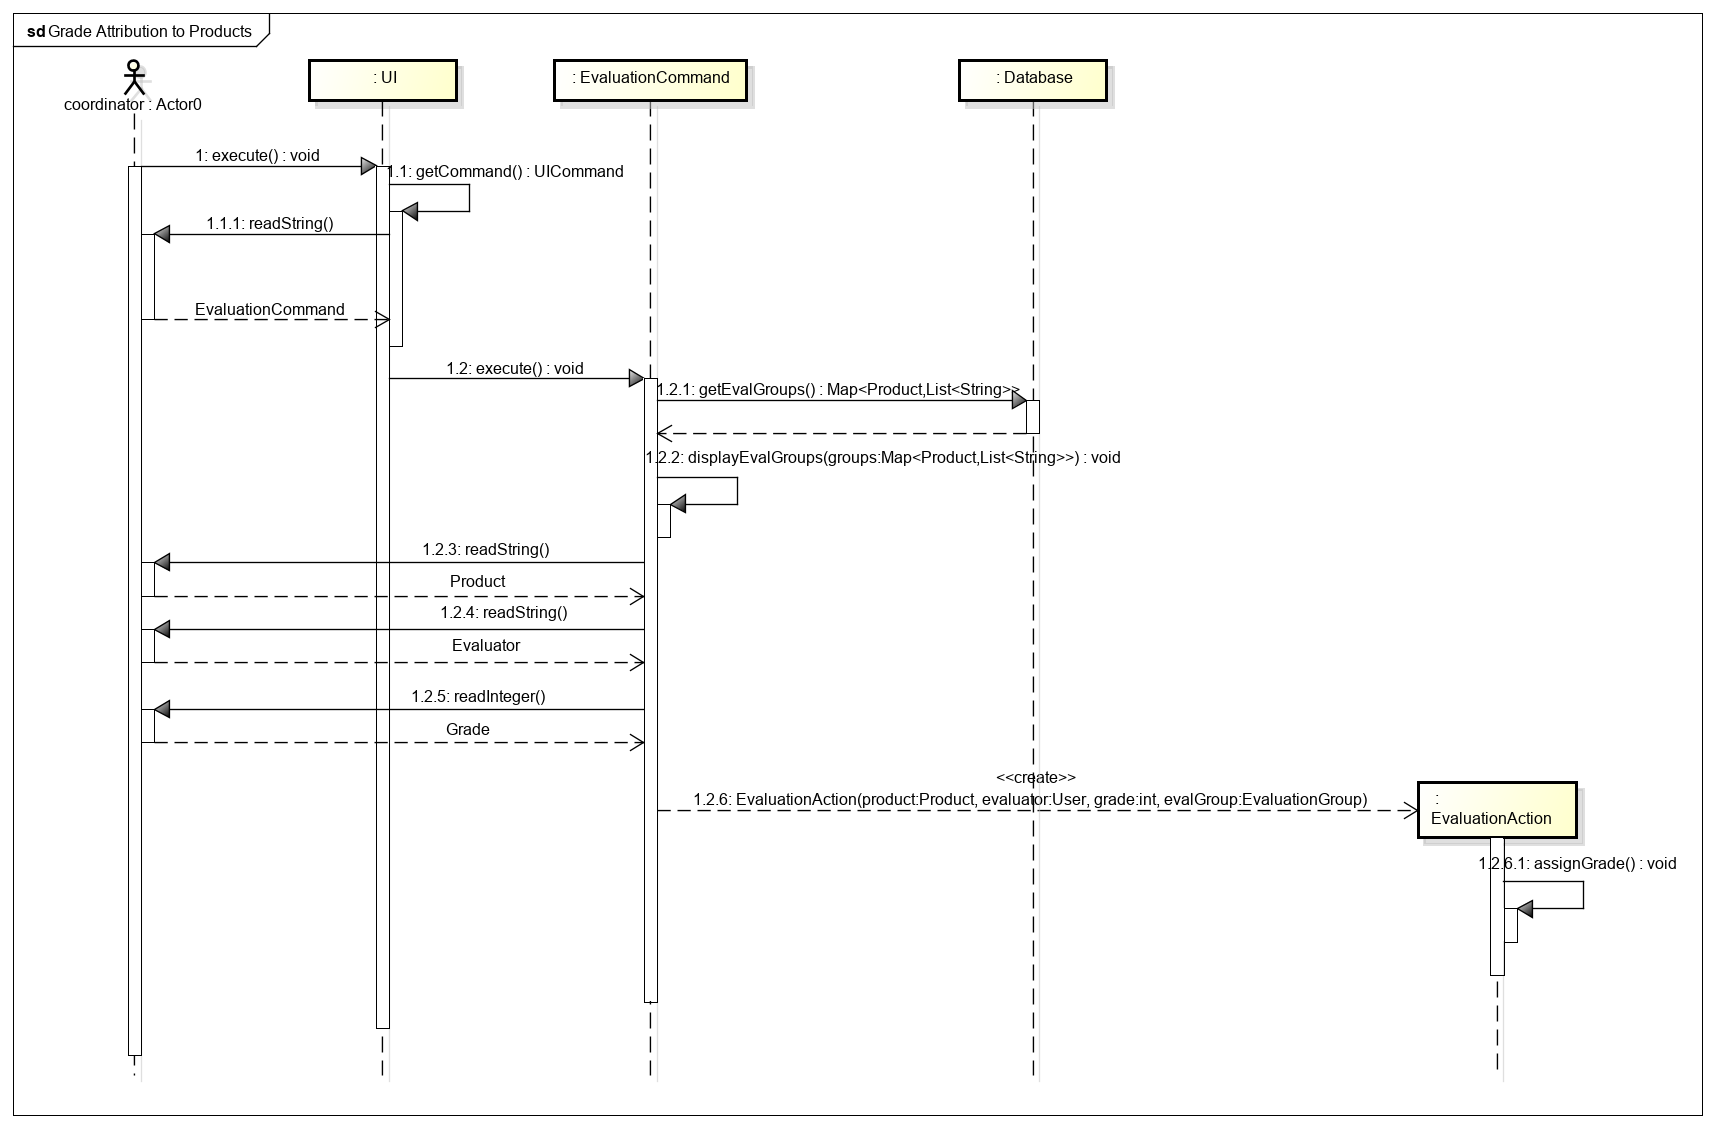 sd Grade Attribution to Products
coordinator : Actor0
: UI
: EvaluationCommand
: Database
1: execute() : void
1.1: getCommand() : UICommand
1.1.1: readString()
EvaluationCommand
1.2: execute() : void
1.2.1: getEvalGroups() : Map<Product,List<String>>
1.2.2: displayEvalGroups(groups:Map<Product,List<String>>) : void
1.2.3: readString()
Product
1.2.4: readString()
Evaluator
1.2.5: readInteger()
Grade
<<create>>
1.2.6: EvaluationAction(product:Product, evaluator:User, grade:int, evalGroup:EvaluationGroup)
:
EvaluationAction
1.2.6.1: assignGrade() : void